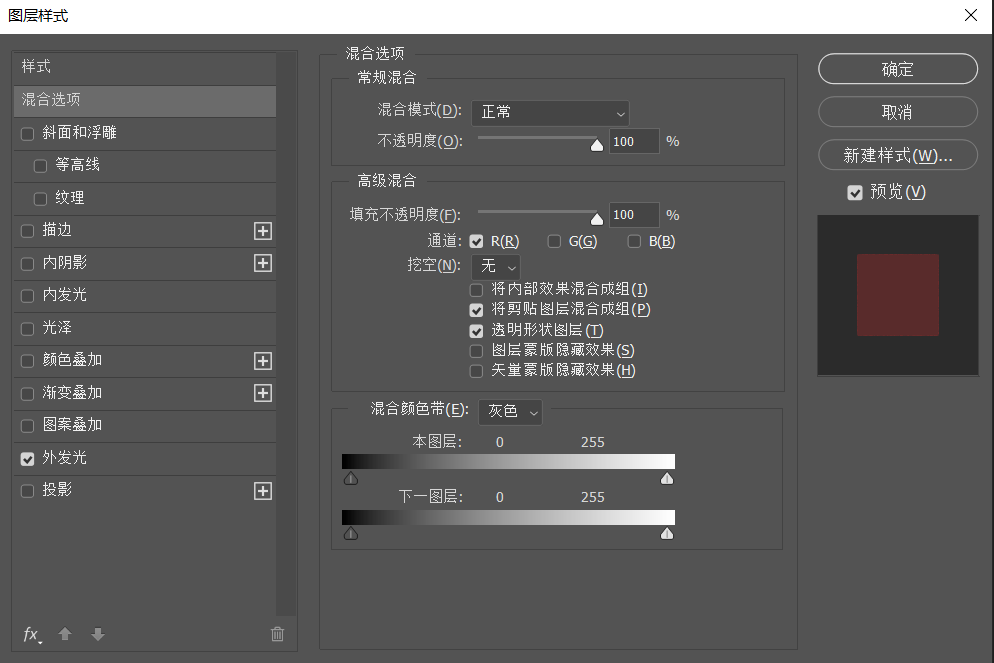 图层样式
样式
混合选项
斜面和浮雕
等高线
纹理
描边
内阴影
内发光
光泽
颜色叠加
渐变叠加
图案叠加
外发光
投影
fx
混合选项
常规混合
混合模式(D): 正常
不透明度(O): 100 %
高级混合
填充不透明度(F): 100 %
通道: R(R) G(G) B(B)
挖空(N): 无
将内部效果混合成组(I)
将剪贴图层混合成组(P)
透明形状图层(T)
图层蒙版隐藏效果(S)
矢量蒙版隐藏效果(H)
混合颜色带(E): 灰色
本图层: 0 255
下一图层: 0 255
确定
取消
新建样式(W)...
预览(V)